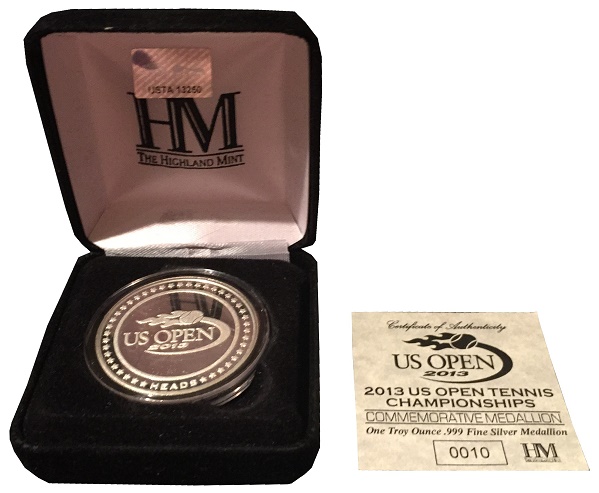 USTA 13260
HM
THE HIGHLAND MINT
US OPEN
2013
HEADS
Certificate of Authenticity
US OPEN
2013
2013 US OPEN TENNIS
CHAMPIONSHIPS
COMMEMORATIVE MEDALLION
One Troy Ounce .999 Fine Silver Medallion
0010
HM